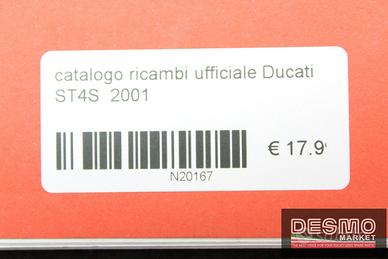 catalogo ricambi ufficiale Ducati
ST4S 2001
€ 17.9
N20167
DESMO
MARKET